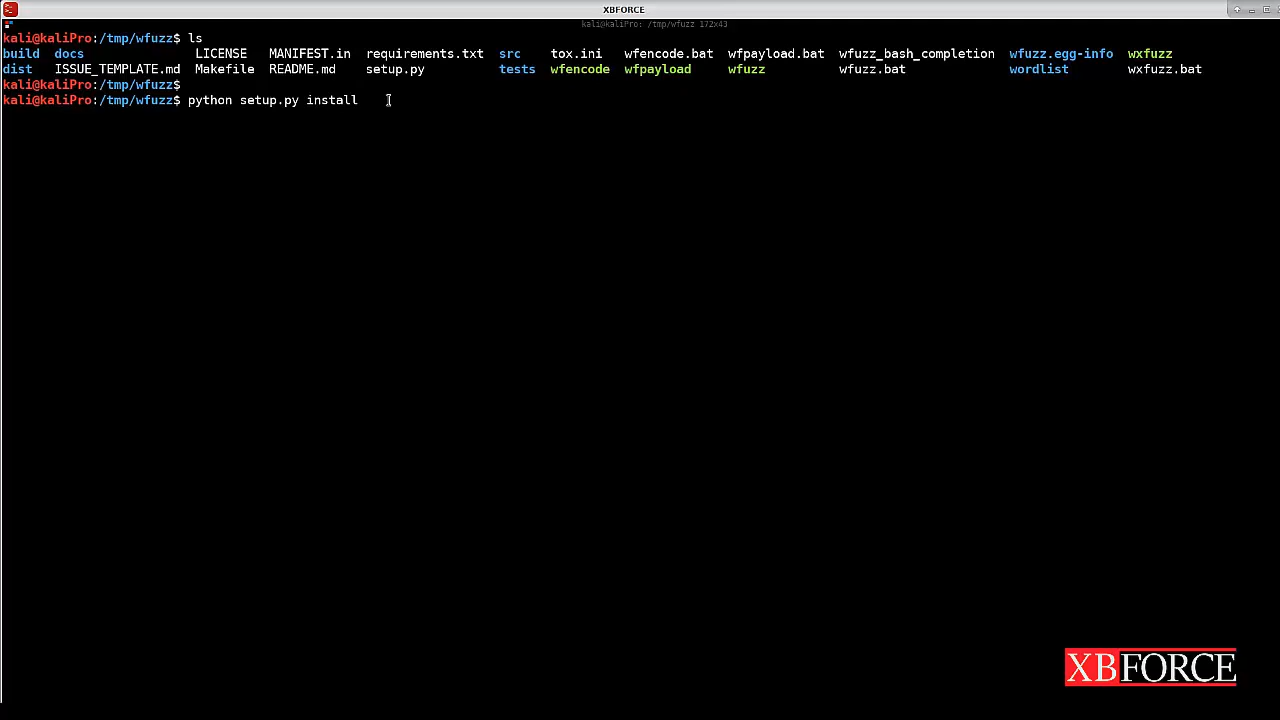 XBFORCE
kali@kaliPro: /tmp/wfuzz 172x43
kali@kaliPro:/tmp/wfuzz$ ls
build docs LICENSE MANIFEST.in requirements.txt src tox.ini wfencode.bat wfpayload.bat wfuzz_bash_completion wfuzz.egg-info wxfuzz
dist ISSUE_TEMPLATE.md Makefile README.md setup.py tests wfencode wfpayload wfuzz wfuzz.bat wordlist wxfuzz.bat
kali@kaliPro:/tmp/wfuzz$
kali@kaliPro:/tmp/wfuzz$ python setup.py install
XBFORCE